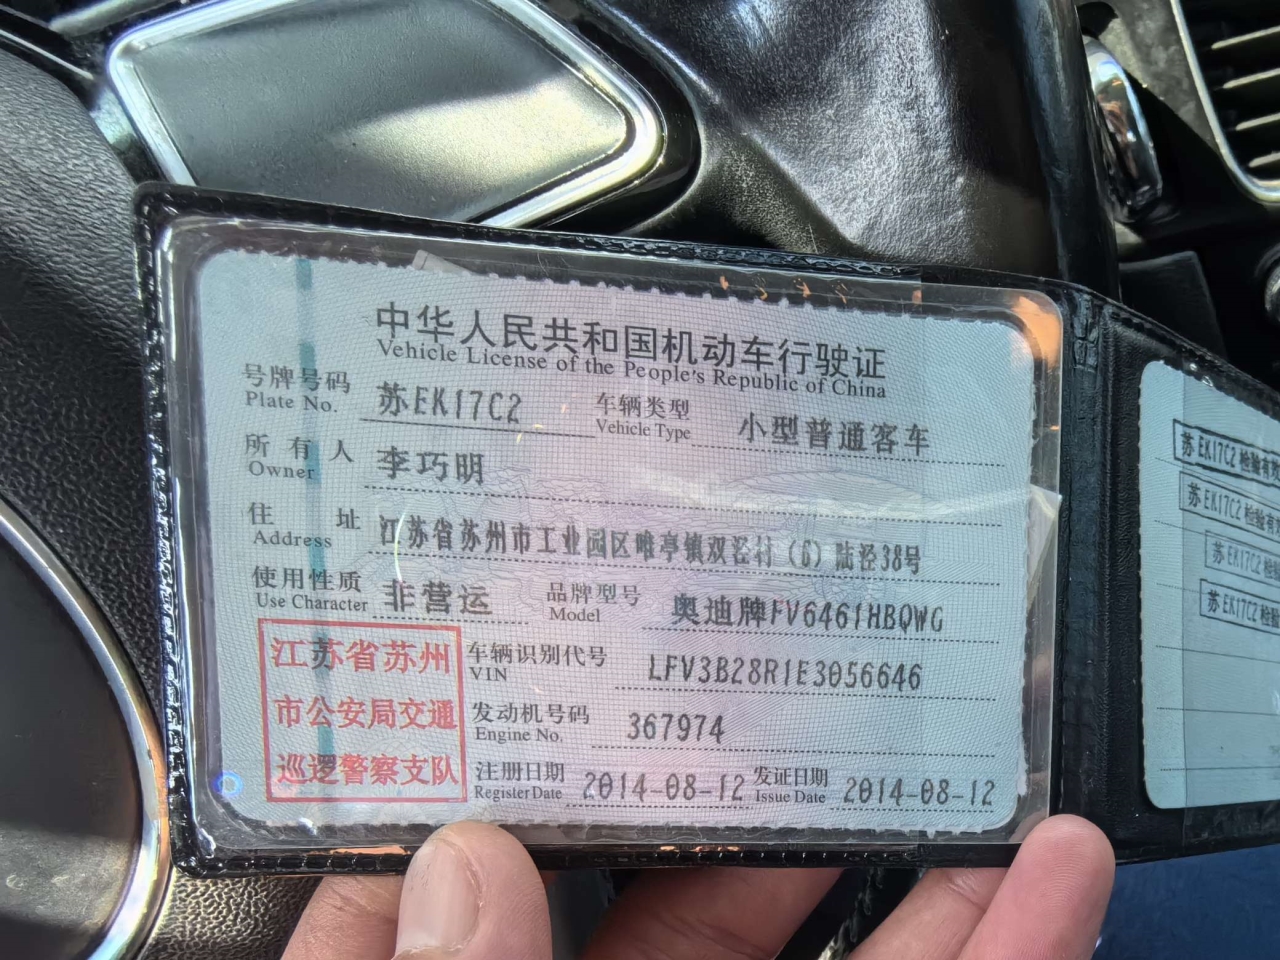 中华人民共和国机动车行驶证
Vehicle License of the People's Republic of China
号牌号码 苏EK17C2 车辆类型 小型普通客车
Plate No. Vehicle Type
所有人 李巧明
Owner
住址 江苏省苏州市工业园区唯亭镇双泾村(6)陆泾38号
Address
使用性质 非营运 品牌型号 奥迪牌FV6461HBQWG
Use Character Model
江苏省苏州
市公安局交通
巡逻警察支队
车辆识别代号 LFV3B28R1E3056646
VIN
发动机号码 367974
Engine No.
注册日期 2014-08-12 发证日期 2014-08-12
Register Date Issue Date
苏EK17C2 检验有效
苏EK17C2 检验有
苏EK17C2 检验
苏EK17C2 检验